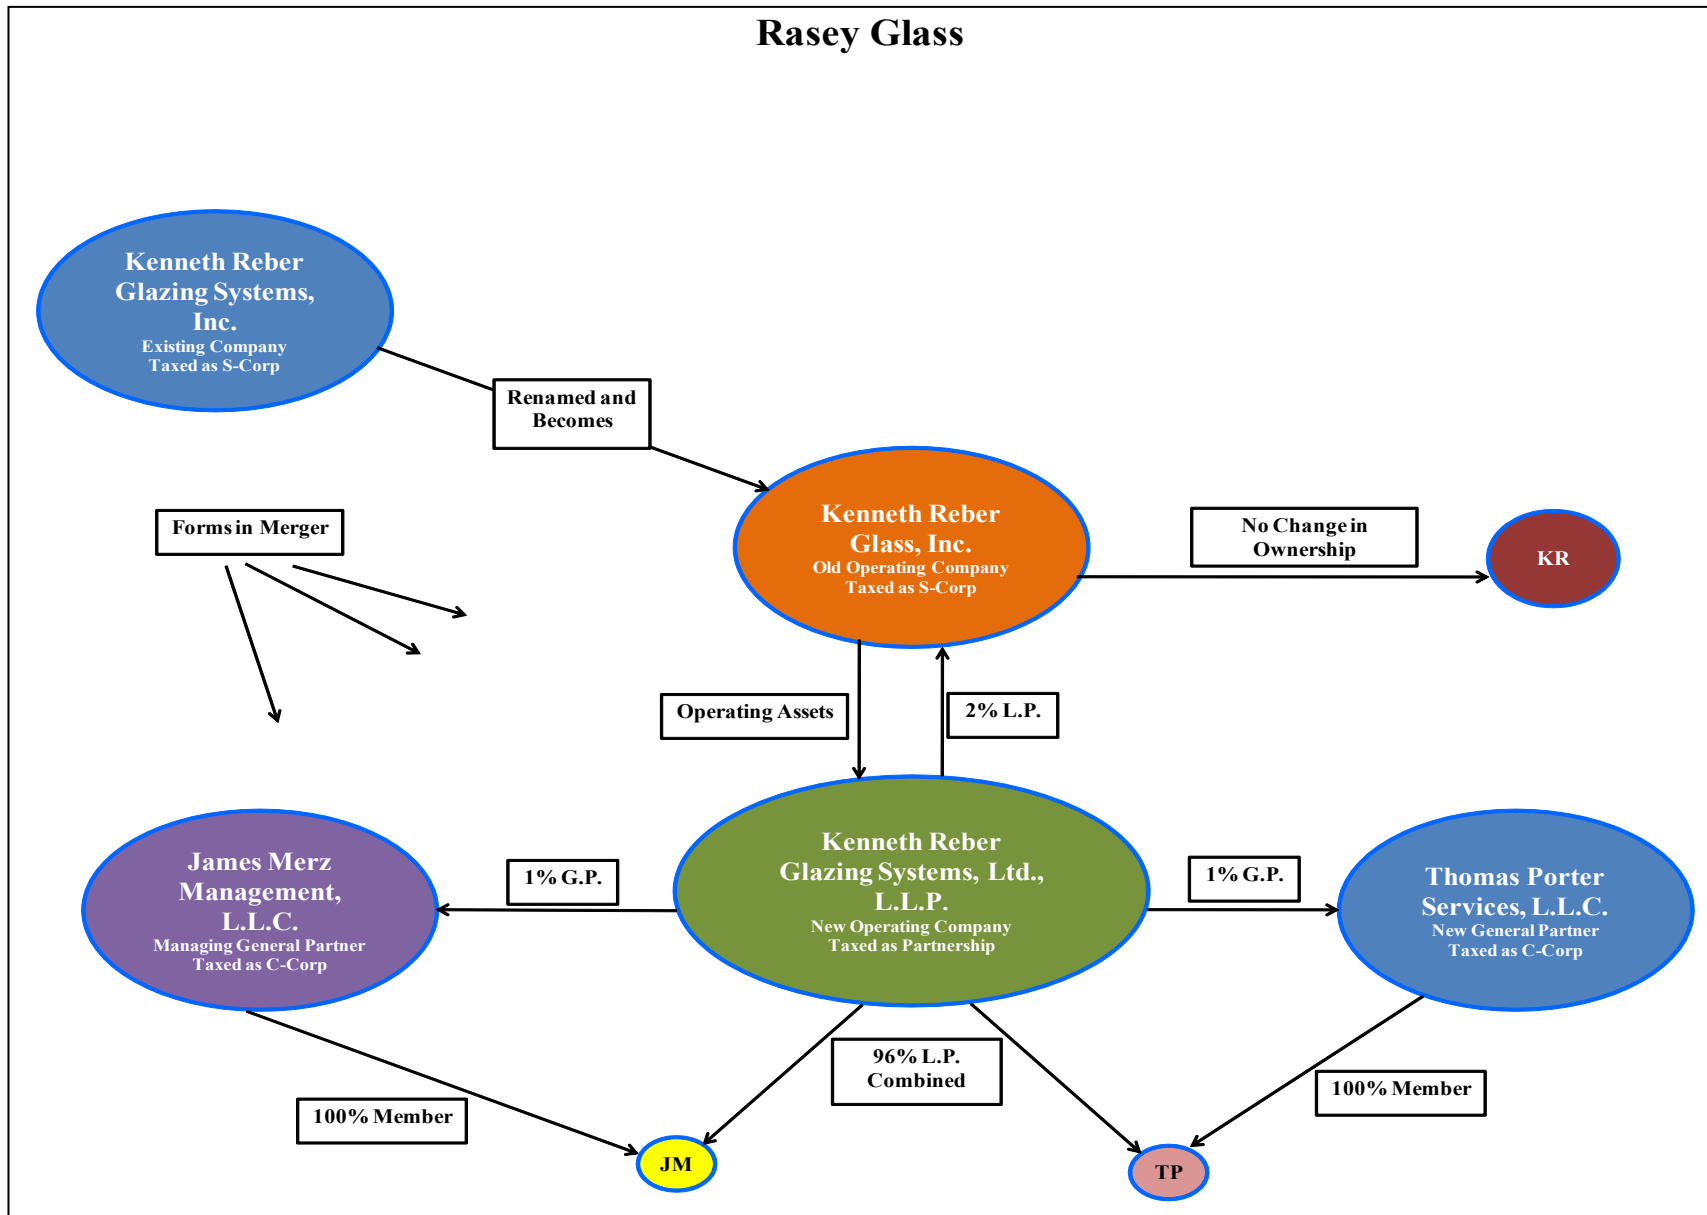 Rasey Glass
Kenneth Reber
Glazing Systems,
Inc.
Existing Company
Taxed as S-Corp
Renamed and
Becomes
Forms in Merger
Kenneth Reber
Glass, Inc.
Old Operating Company
Taxed as S-Corp
No Change in
Ownership
KR
Operating Assets
2% L.P.
James Merz
Management,
L.L.C.
Managing General Partner
Taxed as C-Corp
1% G.P.
Kenneth Reber
Glazing Systems, Ltd.,
L.L.P.
New Operating Company
Taxed as Partnership
1% G.P.
Thomas Porter
Services, L.L.C.
New General Partner
Taxed as C-Corp
100% Member
96% L.P.
Combined
100% Member
JM
TP